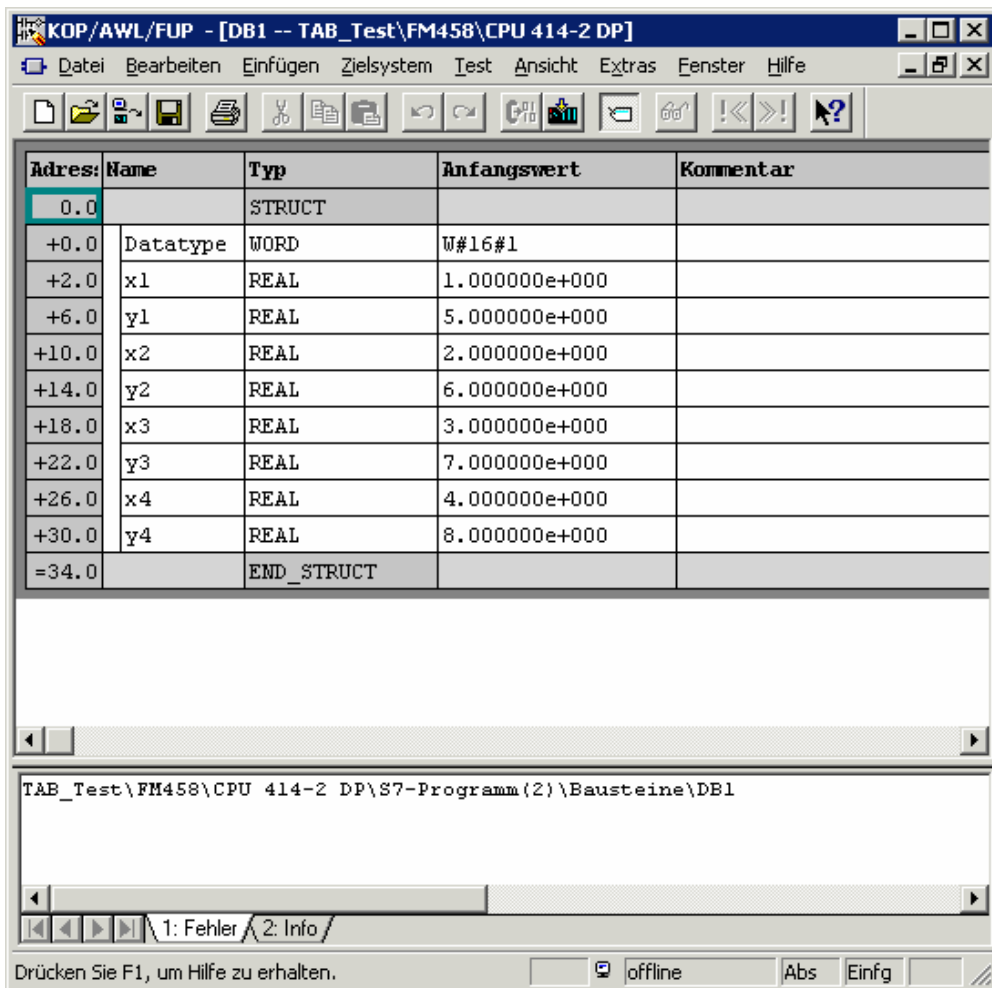 KOP/AWL/FUP - [DB1 -- TAB_Test\FM458\CPU 414-2 DP]
Datei Bearbeiten Einfügen Zielsystem Test Ansicht Extras Fenster Hilfe
Adres: Name Typ Anfangswert Kommentar
0.0 STRUCT
+0.0 Datatype WORD W#16#1
+2.0 x1 REAL 1.000000e+000
+6.0 y1 REAL 5.000000e+000
+10.0 x2 REAL 2.000000e+000
+14.0 y2 REAL 6.000000e+000
+18.0 x3 REAL 3.000000e+000
+22.0 y3 REAL 7.000000e+000
+26.0 x4 REAL 4.000000e+000
+30.0 y4 REAL 8.000000e+000
=34.0 END_STRUCT
TAB_Test\FM458\CPU 414-2 DP\S7-Programm(2)\Bausteine\DB1
1: Fehler 2: Info
Drücken Sie F1, um Hilfe zu erhalten. offline Abs Einfg